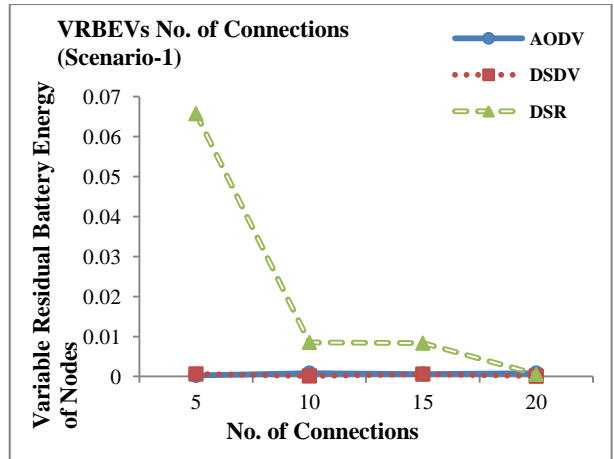 VRBEVs No. of Connections
(Scenario-1)
AODV
DSDV
DSR
0.07
0.06
0.05
0.04
0.03
0.02
0.01
0
Variable Residual Battery Energy
of Nodes
5
10
15
20
No. of Connections